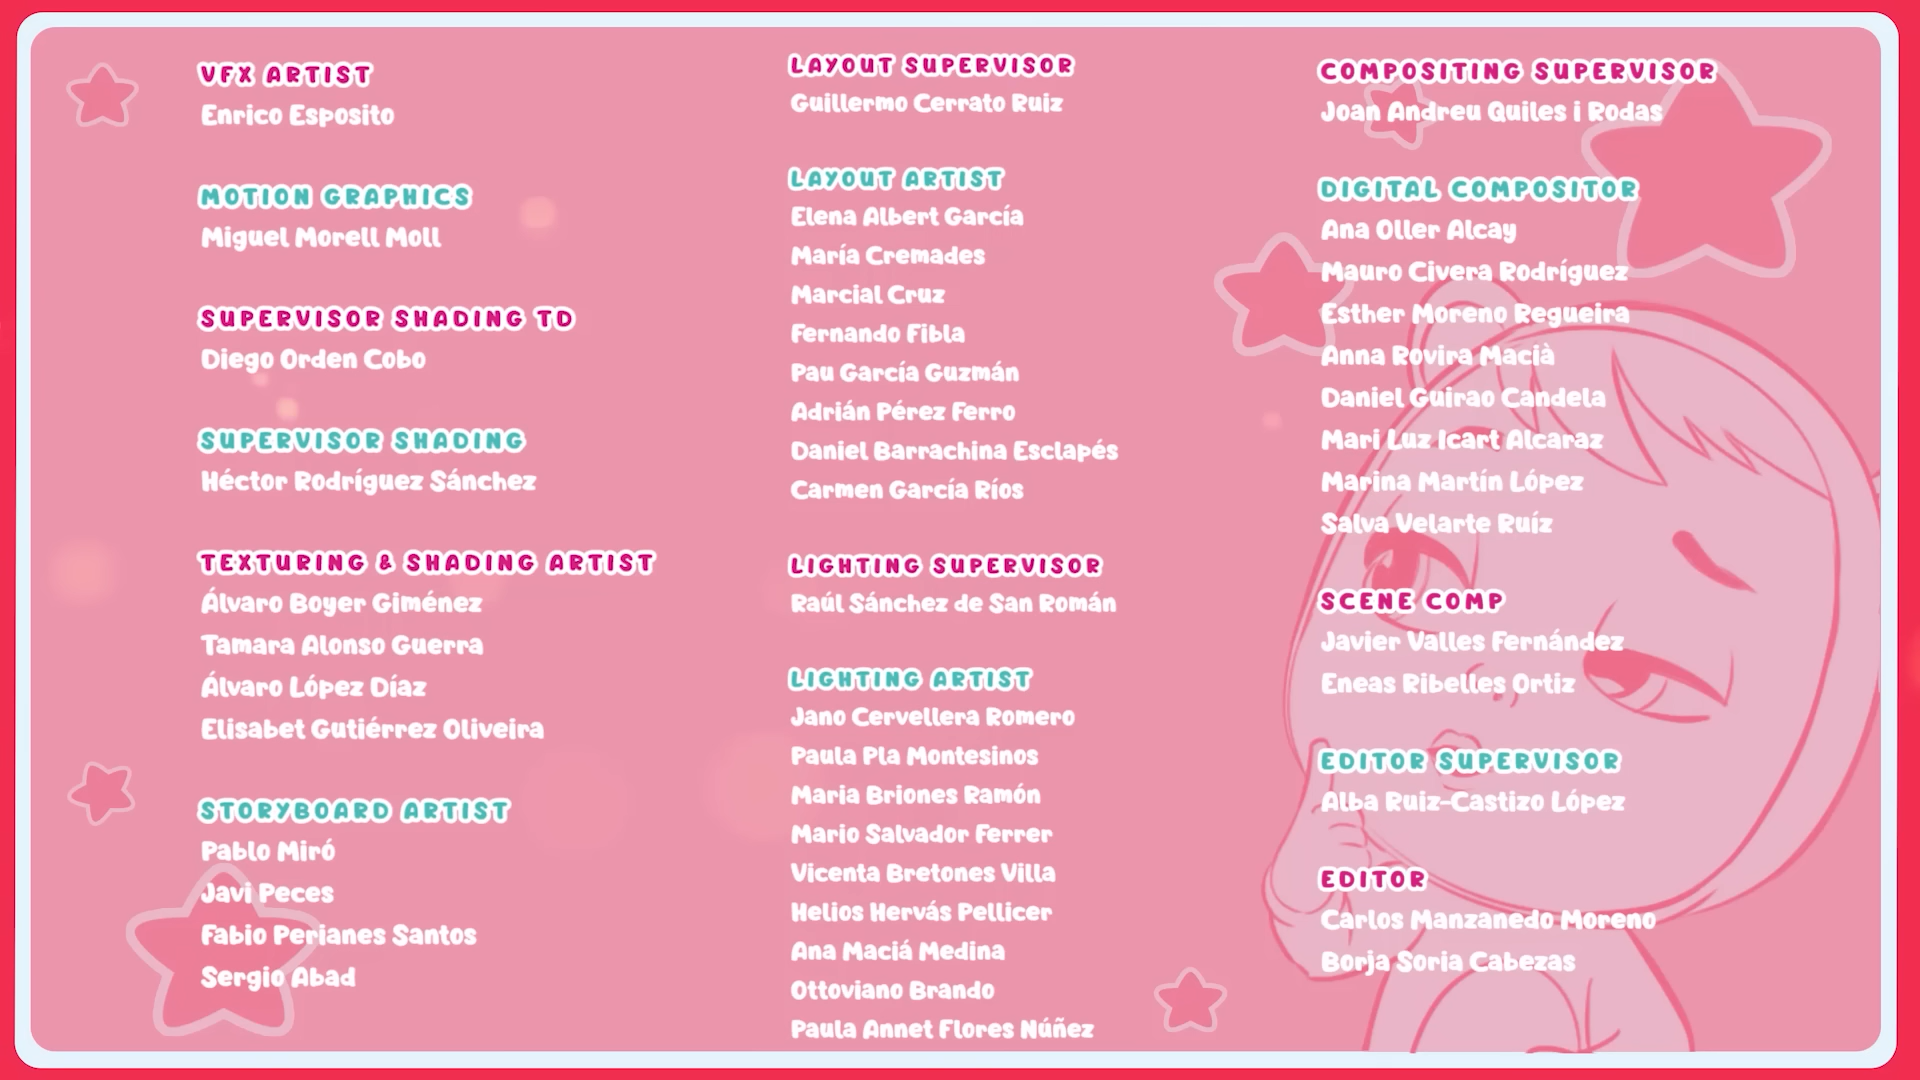 VFX ARTIST
Enrico Esposito
MOTION GRAPHICS
Miguel Morell Moll
SUPERVISOR SHADING TD
Diego Orden Cobo
SUPERVISOR SHADING
Héctor Rodríguez Sánchez
TEXTURING & SHADING ARTIST
Álvaro Boyer Giménez
Tamara Alonso Guerra
Álvaro López Díaz
Elisabet Gutiérrez Oliveira
STORYBOARD ARTIST
Pablo Miró
Javi Peces
Fabio Perianes Santos
Sergio Abad
LAYOUT SUPERVISOR
Guillermo Cerrato Ruiz
LAYOUT ARTIST
Elena Albert García
María Cremades
Marcial Cruz
Fernando Fibla
Pau García Guzmán
Adrián Pérez Ferro
Daniel Barrachina Esclapés
Carmen García Ríos
LIGHTING SUPERVISOR
Raúl Sánchez de San Román
LIGHTING ARTIST
Jano Cervellera Romero
Paula Pla Montesinos
Maria Briones Ramón
Mario Salvador Ferrer
Vicenta Bretones Villa
Helios Hervás Pellicer
Ana Maciá Medina
Ottoviano Brando
Paula Annet Flores Núñez
COMPOSITING SUPERVISOR
Joan Andreu Quiles i Rodas
DIGITAL COMPOSITOR
Ana Oller Alcay
Mauro Civera Rodríguez
Esther Moreno Regueira
Anna Rovira Macià
Daniel Guirao Candela
Mari Luz Icart Alcaraz
Marina Martín López
Salva Velarte Ruíz
SCENE COMP
Javier Valles Fernández
Eneas Ribelles Ortiz
EDITOR SUPERVISOR
Alba Ruiz-Castizo López
EDITOR
Carlos Manzanedo Moreno
Borja Soria Cabezas